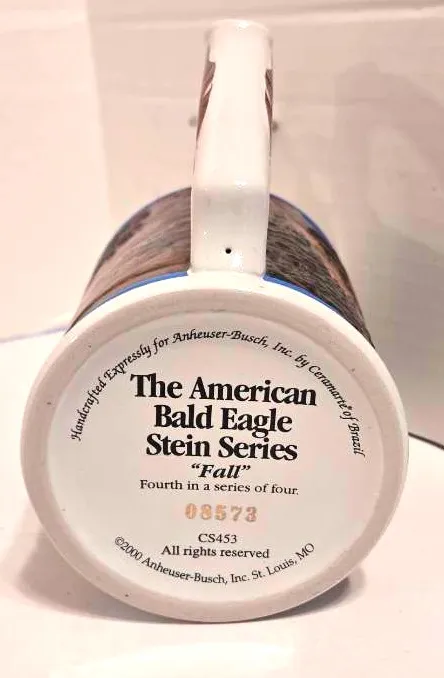 Handcrafted Expressly for Anheuser-Busch, Inc. by Ceramarte® of Brazil
The American
Bald Eagle
Stein Series
"Fall"
Fourth in a series of four.
08573
CS453
All rights reserved
©2000 Anheuser-Busch, Inc. St. Louis, MO